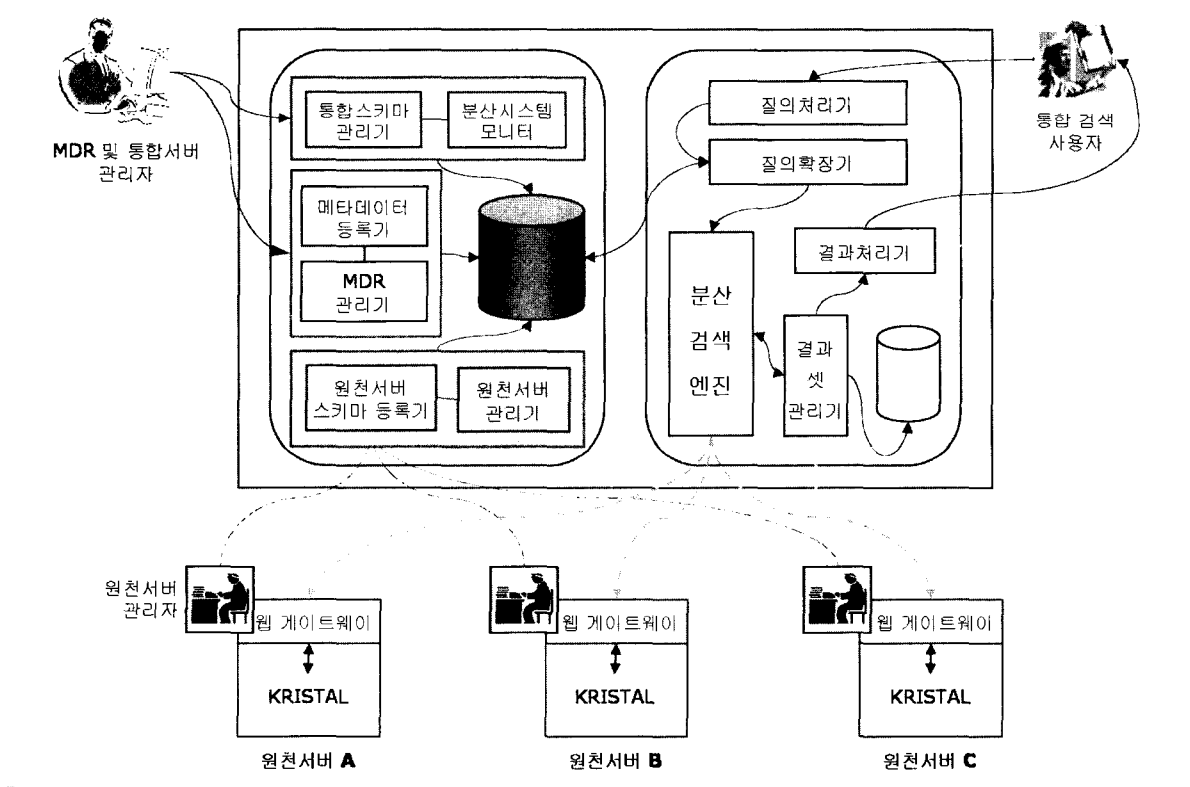 MDR 및 통합서버
관리자
통합스키마
관리기
분산시스템
모니터
메타데이터
등록기
MDR
관리기
원천서버
스키마 등록기
원천서버
관리기
질의처리기
질의확장기
분산
검색
엔진
결과처리기
결과
셋
관리기
통합 검색
사용자
원천서버
관리자
웹 게이트웨이
KRISTAL
원천서버 A
웹 게이트웨이
KRISTAL
원천서버 B
웹 게이트웨이
KRISTAL
원천서버 C